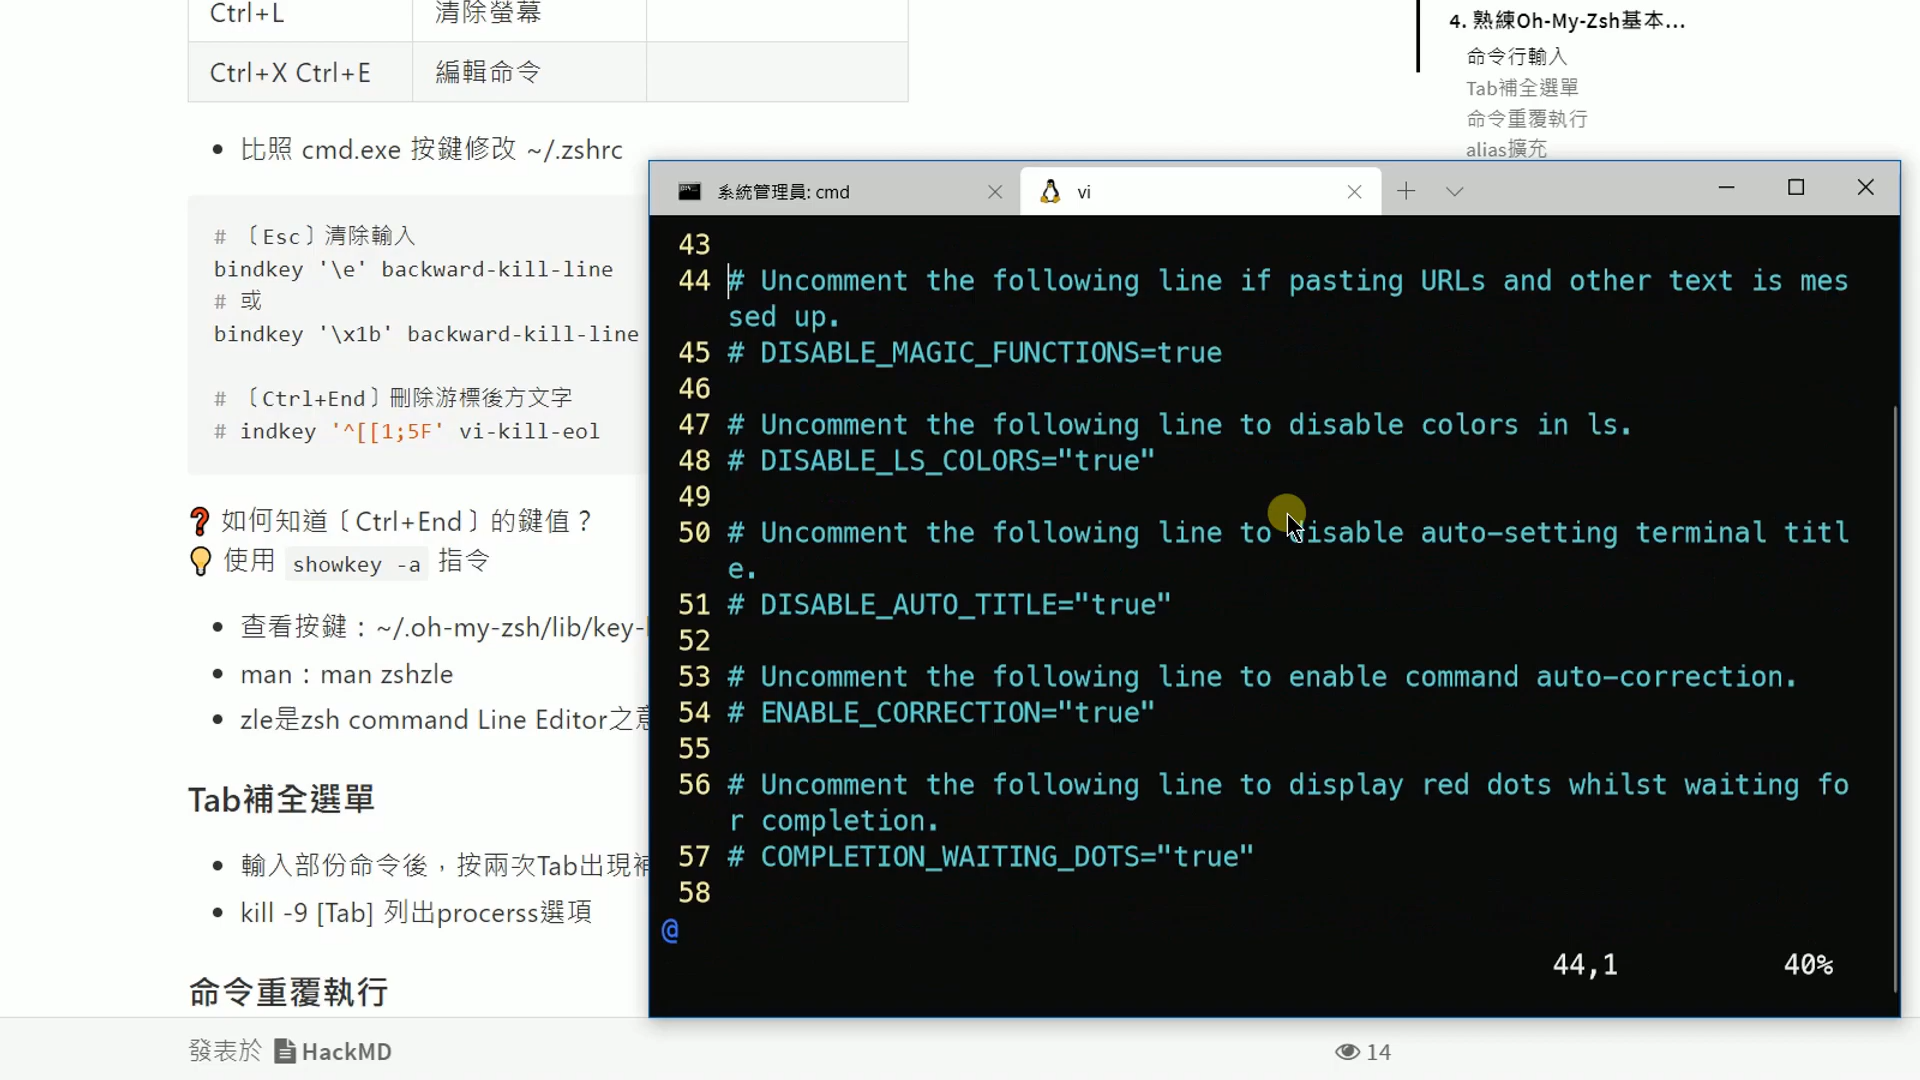 Ctrl+L 清除螢幕
Ctrl+X Ctrl+E 編輯命令
比照 cmd.exe 按鍵修改 ~/.zshrc
# 〔Esc〕清除輸入
bindkey '\e' backward-kill-line
# 或
bindkey '\x1b' backward-kill-line
# 〔Ctrl+End〕刪除游標後方文字
# indkey '^[[1;5F' vi-kill-eol
❓ 如何知道〔Ctrl+End〕的鍵值？
💡 使用 showkey -a 指令
查看按鍵：~/.oh-my-zsh/lib/key-
man：man zshzle
zle是zsh command Line Editor之意
Tab補全選單
輸入部份命令後，按兩次Tab出現補
kill -9 [Tab] 列出procerss選項
命令重覆執行
發表於 HackMD
14
4. 熟練Oh-My-Zsh基本...
命令行輸入
Tab補全選單
命令重覆執行
alias擴充
系統管理員: cmd
vi
43
44 # Uncomment the following line if pasting URLs and other text is mes
sed up.
45 # DISABLE_MAGIC_FUNCTIONS=true
46
47 # Uncomment the following line to disable colors in ls.
48 # DISABLE_LS_COLORS="true"
49
50 # Uncomment the following line to disable auto-setting terminal titl
e.
51 # DISABLE_AUTO_TITLE="true"
52
53 # Uncomment the following line to enable command auto-correction.
54 # ENABLE_CORRECTION="true"
55
56 # Uncomment the following line to display red dots whilst waiting fo
r completion.
57 # COMPLETION_WAITING_DOTS="true"
58
@
44,1 40%